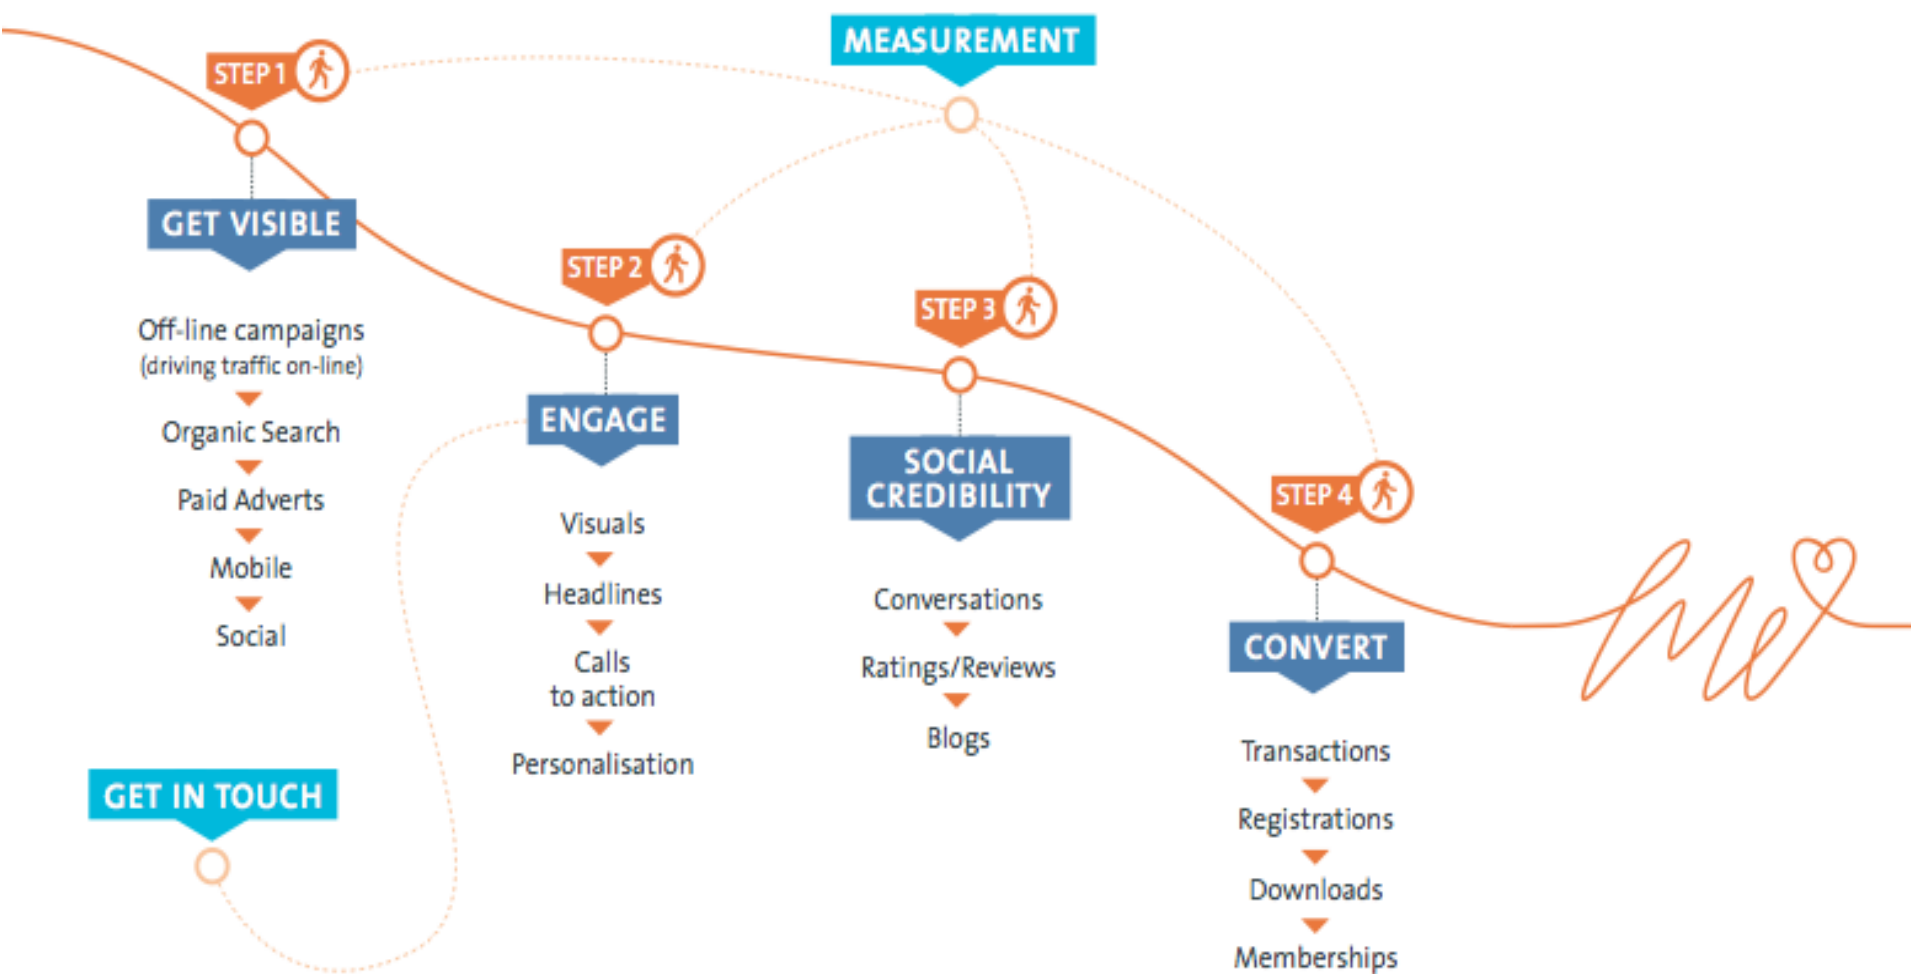 MEASUREMENT
STEP 1
GET VISIBLE
Off-line campaigns
(driving traffic on-line)
Organic Search
Paid Adverts
Mobile
Social
STEP 2
ENGAGE
Visuals
Headlines
Calls
to action
Personalisation
STEP 3
SOCIAL
CREDIBILITY
Conversations
Ratings/Reviews
Blogs
STEP 4
CONVERT
Transactions
Registrations
Downloads
Memberships
GET IN TOUCH